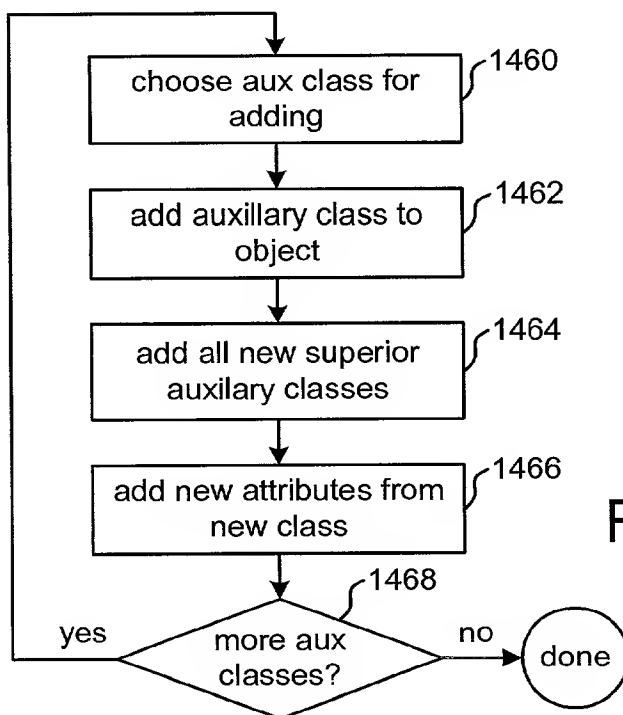 choose aux class for
adding
1460
add auxillary class to
object
1462
add all new superior
auxilary classes
1464
add new attributes from
new class
1466
F
1468
yes
more aux
classes?
no
done